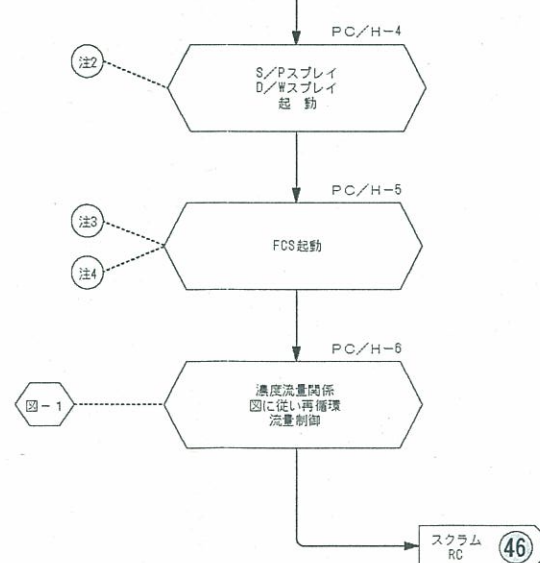 PC/H-4
注2
S/Pスプレイ
D/Wスプレイ
起 動
PC/H-5
注3
注4
FCS起動
PC/H-6
図-1
濃度流量関係
図に従い再循環
流量制御
スクラム
RC
46